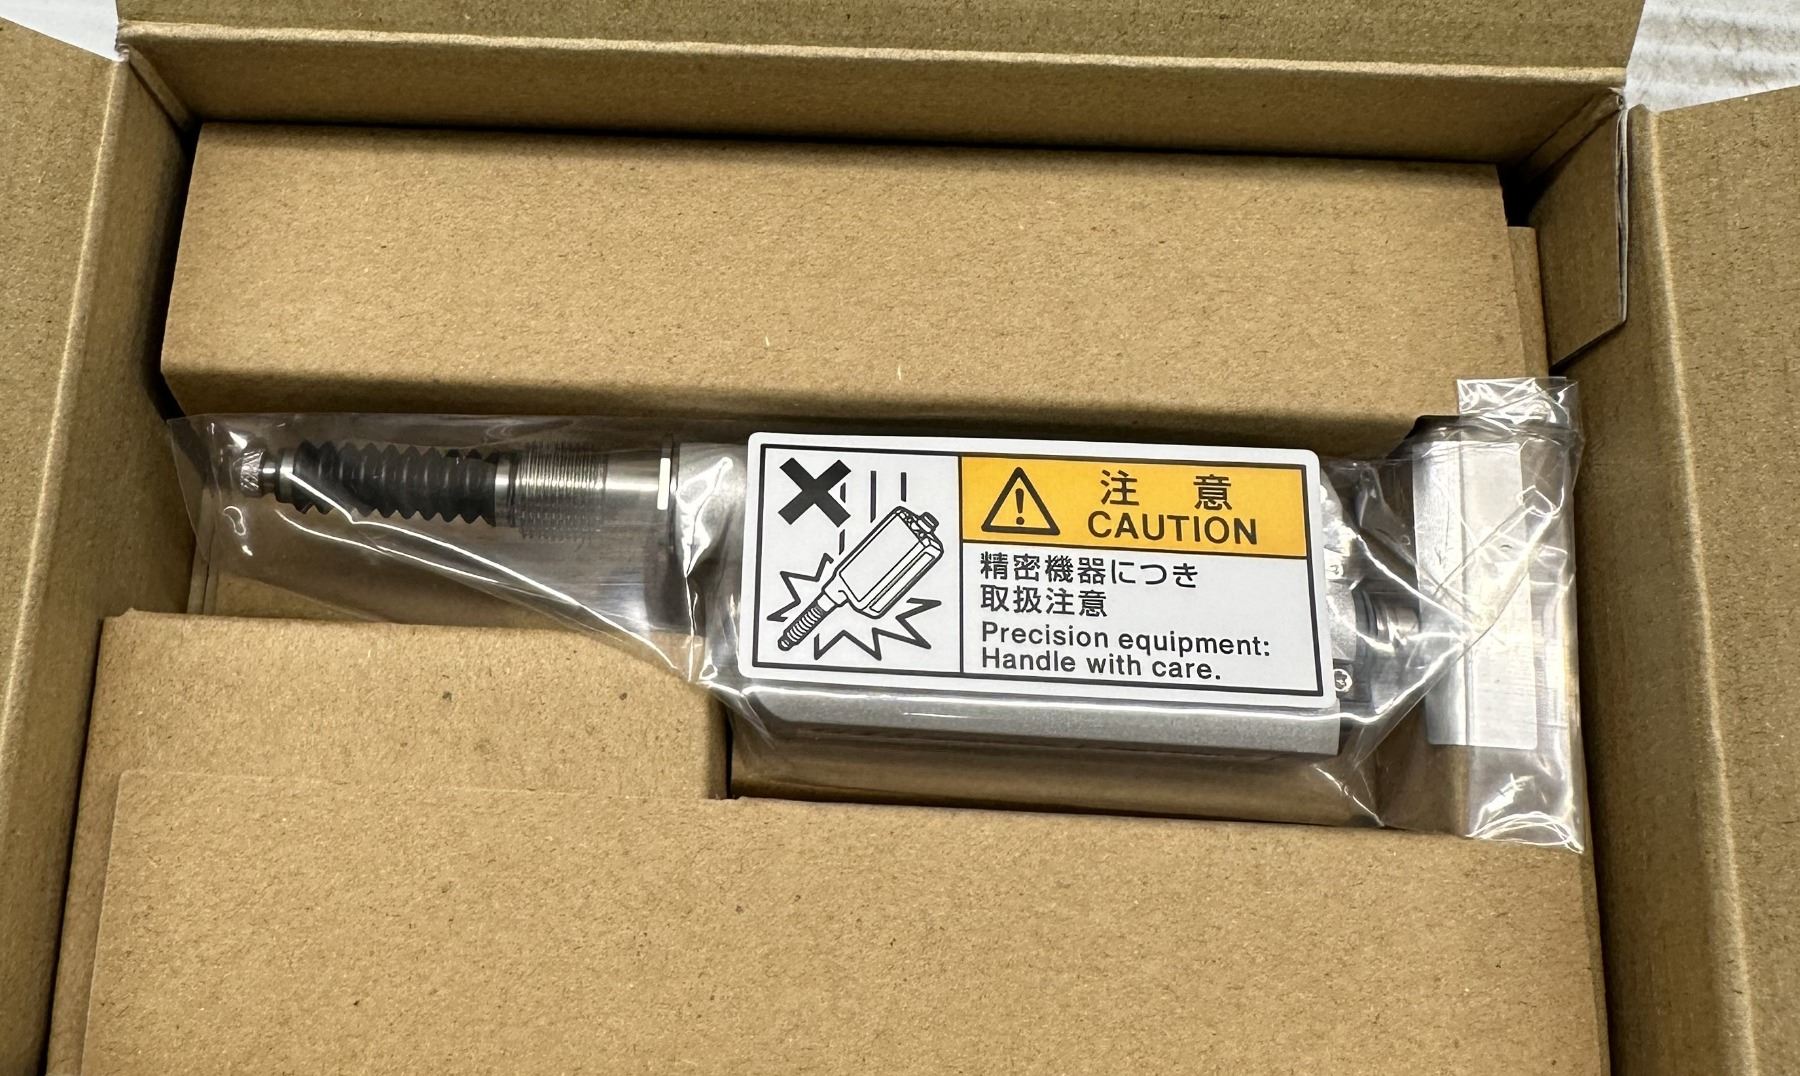 注 意
CAUTION
精密機器につき
取扱注意
Precision equipment:
Handle with care.